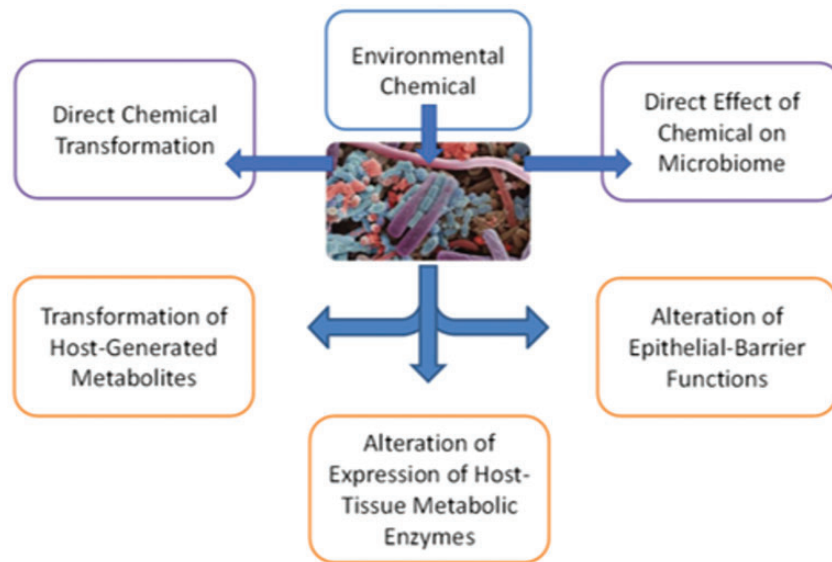 Environmental
Chemical
Direct Chemical
Transformation
Direct Effect of
Chemical on
Microbiome
Transformation of
Host-Generated
Metabolites
Alteration of
Epithelial-Barrier
Functions
Alteration of
Expression of Host-
Tissue Metabolic
Enzymes